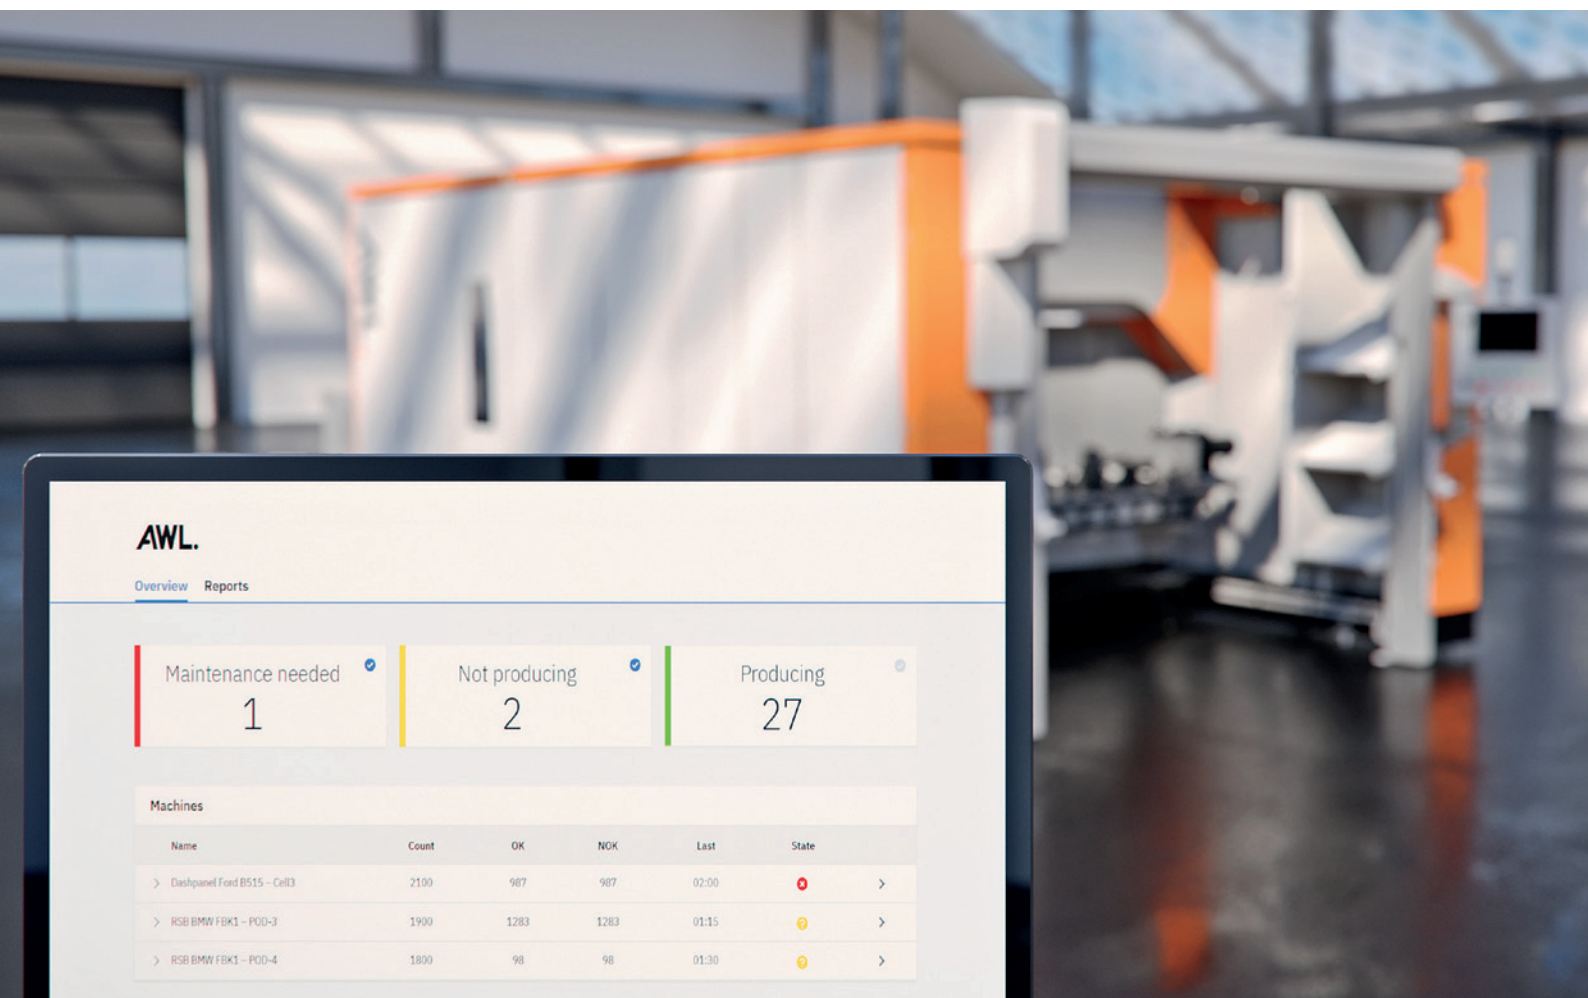 AWL.
Overview Reports
Maintenance needed Not producing Producing
1 2 27
Machines
Name Count OK NOK Last State
Dashpanel Ford B515 – Cell3 2100 987 987 02:00
RSB BMW FBK1 – POD-3 1900 1283 1283 01:15
RSB BMW FBK1 – POD-4 1800 98 98 01:30